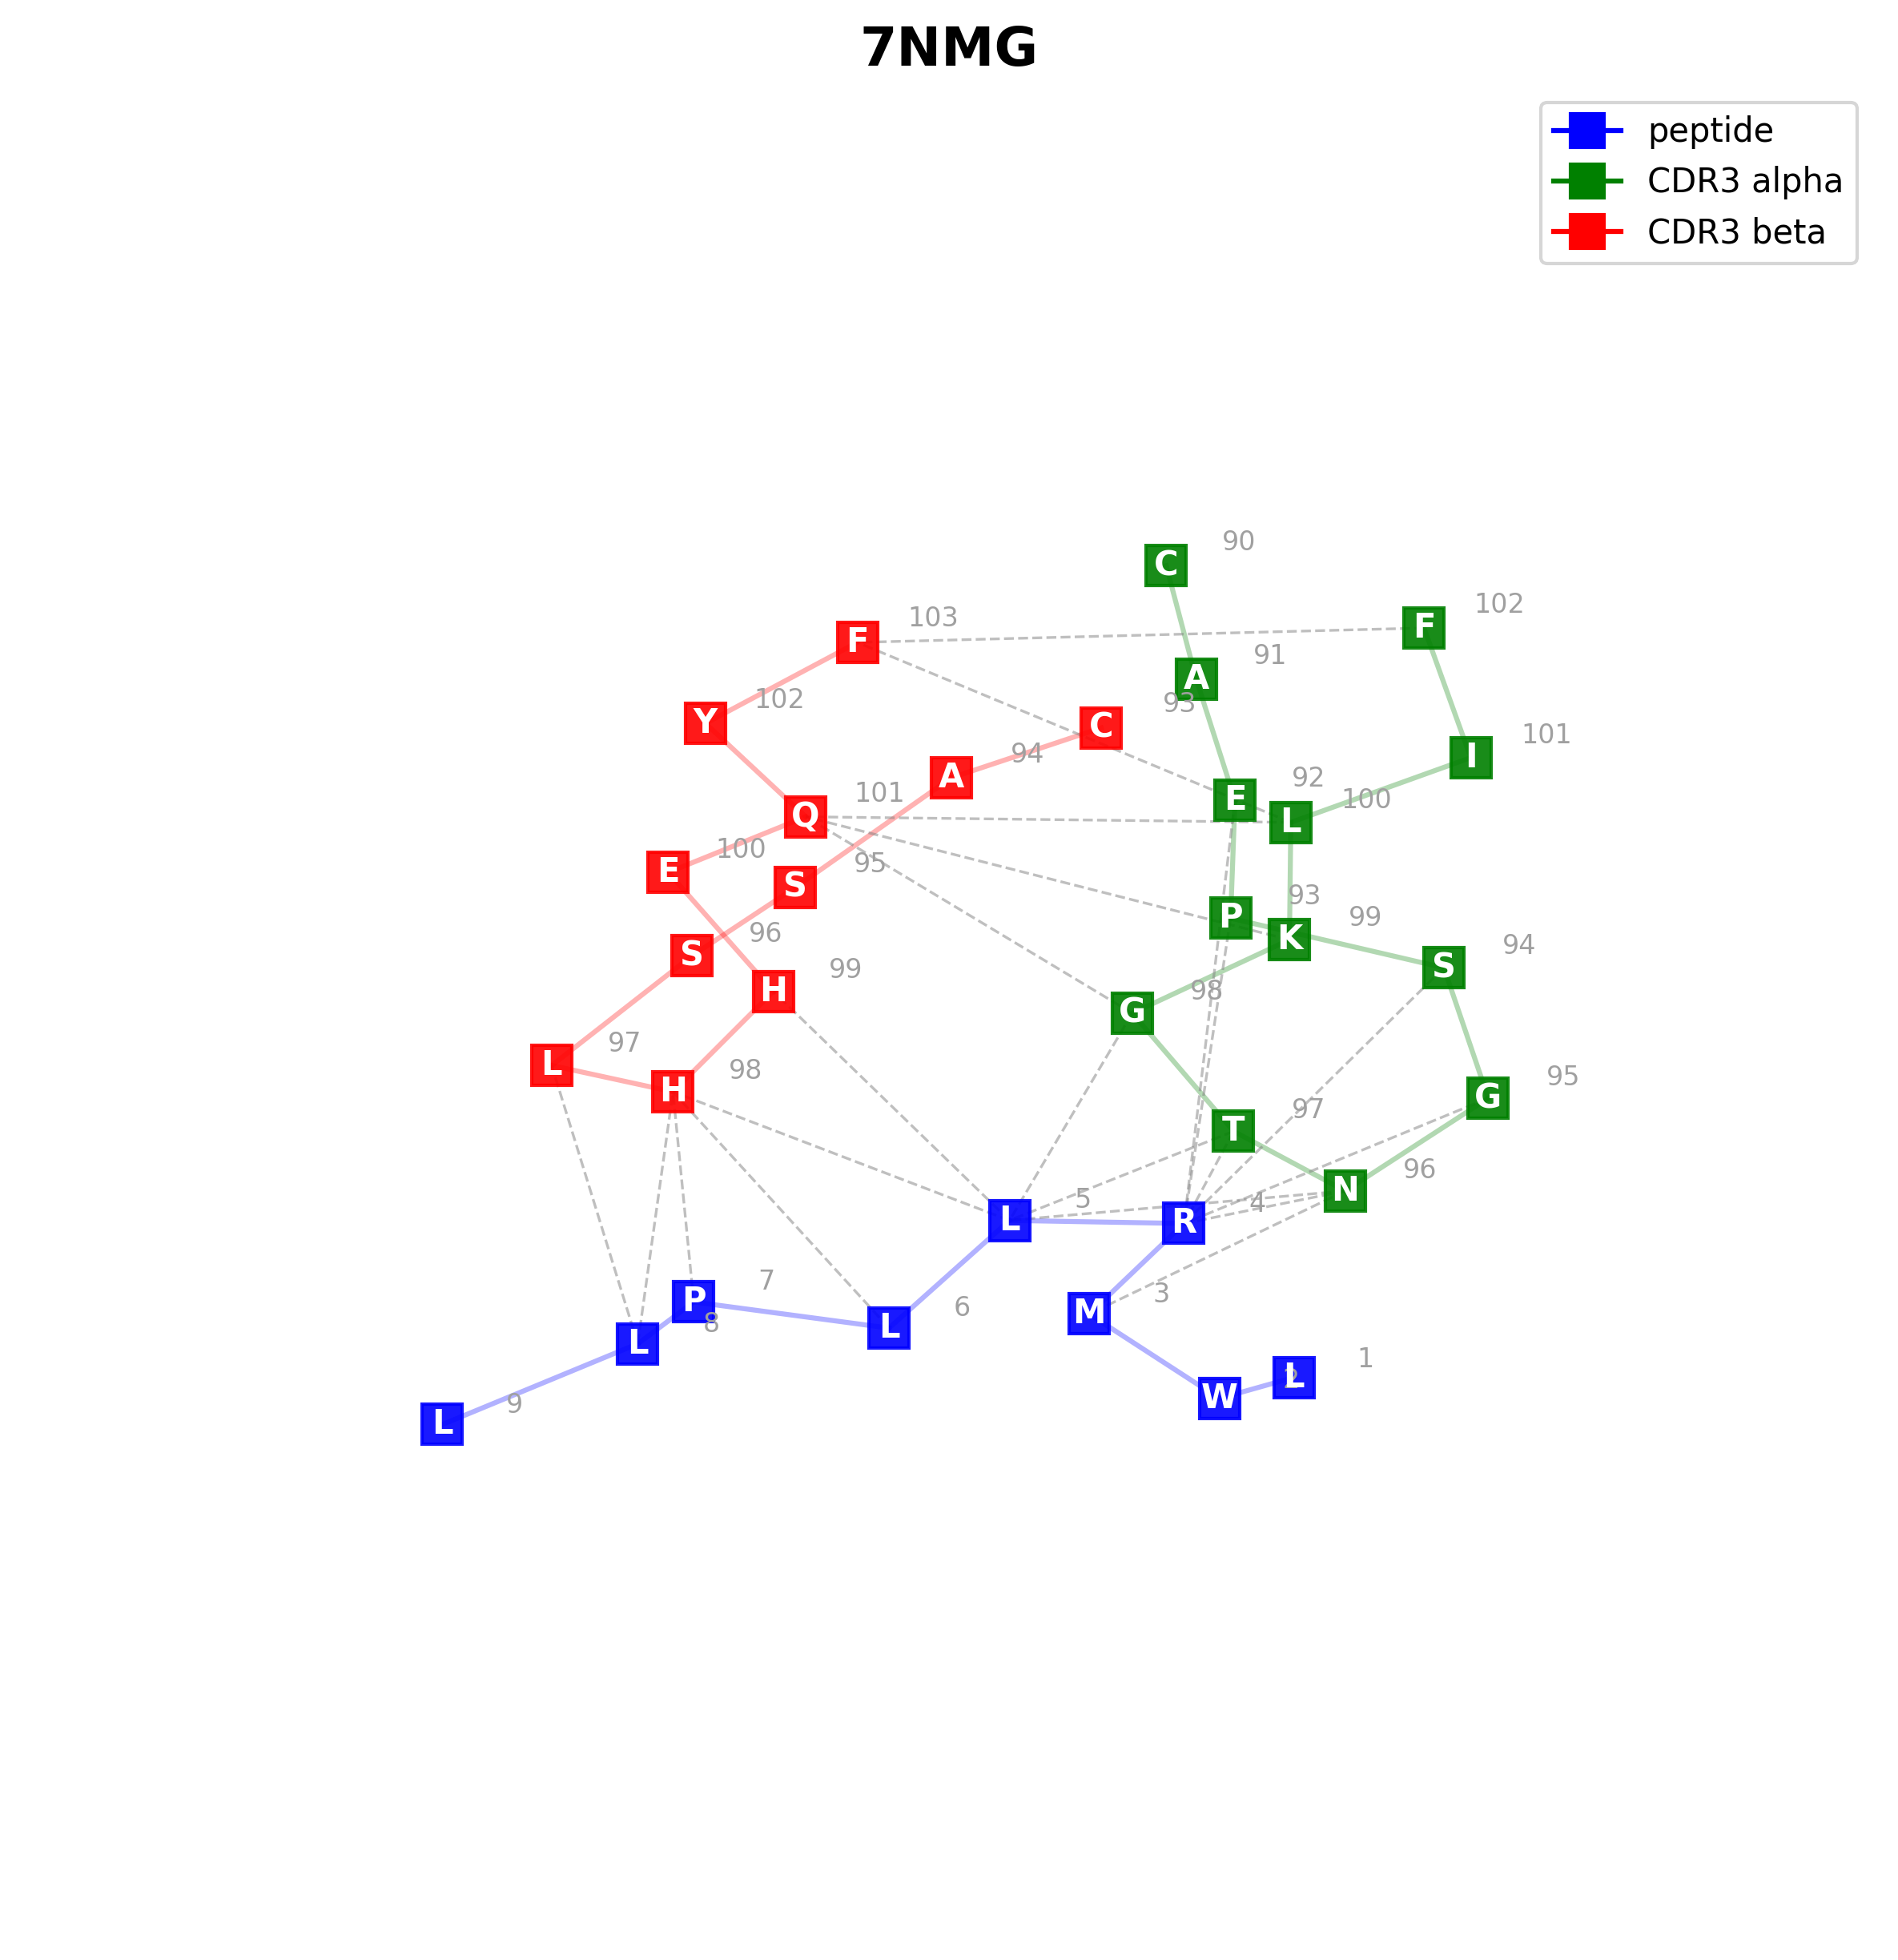 7NMG
peptide
CDR3 alpha
CDR3 beta
C 90
F 102
F 103
A 91
Y 102
C 93
I 101
A 94
E 92
L 100
Q 101
E 100
S 95
P 93
K 99
S 96
S 94
H 99
G 98
L 97
H 98
G 95
T 97
N 96
L 5
R 4
P 7
M 3
L 6
L 8
L 1
W 2
L 9